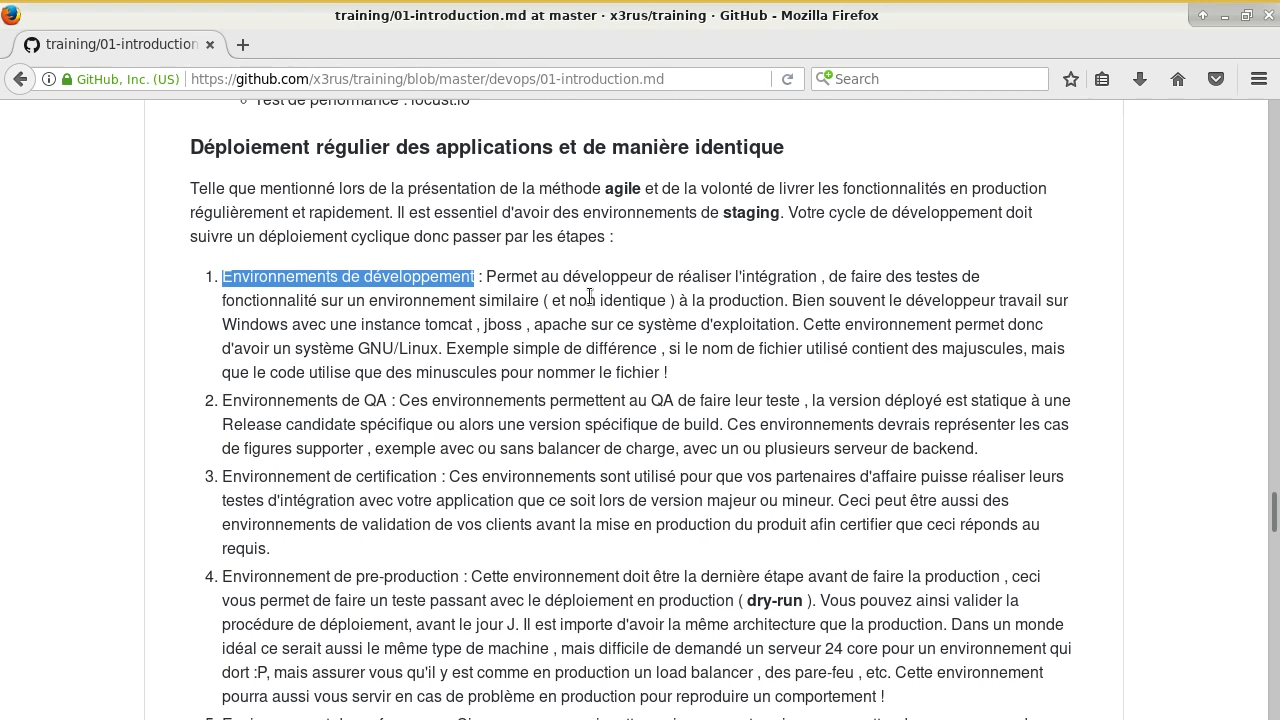 training/01-introduction.md at master · x3rus/training · GitHub - Mozilla Firefox
training/01-introduction
GitHub, Inc. (US)
https://github.com/x3rus/training/blob/master/devops/01-introduction.md
Search
Test de performance : locust.io
Déploiement régulier des applications et de manière identique
Telle que mentionné lors de la présentation de la méthode agile et de la volonté de livrer les fonctionnalités en production
régulièrement et rapidement. Il est essentiel d'avoir des environnements de staging. Votre cycle de développement doit
suivre un déploiement cyclique donc passer par les étapes :
1. Environnements de développement : Permet au développeur de réaliser l'intégration , de faire des testes de
fonctionnalité sur un environnement similaire ( et non identique ) à la production. Bien souvent le développeur travail sur
Windows avec une instance tomcat , jboss , apache sur ce système d'exploitation. Cette environnement permet donc
d'avoir un système GNU/Linux. Exemple simple de différence , si le nom de fichier utilisé contient des majuscules, mais
que le code utilise que des minuscules pour nommer le fichier !
2. Environnements de QA : Ces environnements permettent au QA de faire leur teste , la version déployé est statique à une
Release candidate spécifique ou alors une version spécifique de build. Ces environnements devrais représenter les cas
de figures supporter , exemple avec ou sans balancer de charge, avec un ou plusieurs serveur de backend.
3. Environnement de certification : Ces environnements sont utilisé pour que vos partenaires d'affaire puisse réaliser leurs
testes d'intégration avec votre application que ce soit lors de version majeur ou mineur. Ceci peut être aussi des
environnements de validation de vos clients avant la mise en production du produit afin certifier que ceci réponds au
requis.
4. Environnement de pre-production : Cette environnement doit être la dernière étape avant de faire la production , ceci
vous permet de faire un teste passant avec le déploiement en production ( dry-run ). Vous pouvez ainsi valider la
procédure de déploiement, avant le jour J. Il est importe d'avoir la même architecture que la production. Dans un monde
idéal ce serait aussi le même type de machine , mais difficile de demandé un serveur 24 core pour un environnement qui
dort :P, mais assurer vous qu'il y est comme en production un load balancer , des pare-feu , etc. Cette environnement
pourra aussi vous servir en cas de problème en production pour reproduire un comportement !